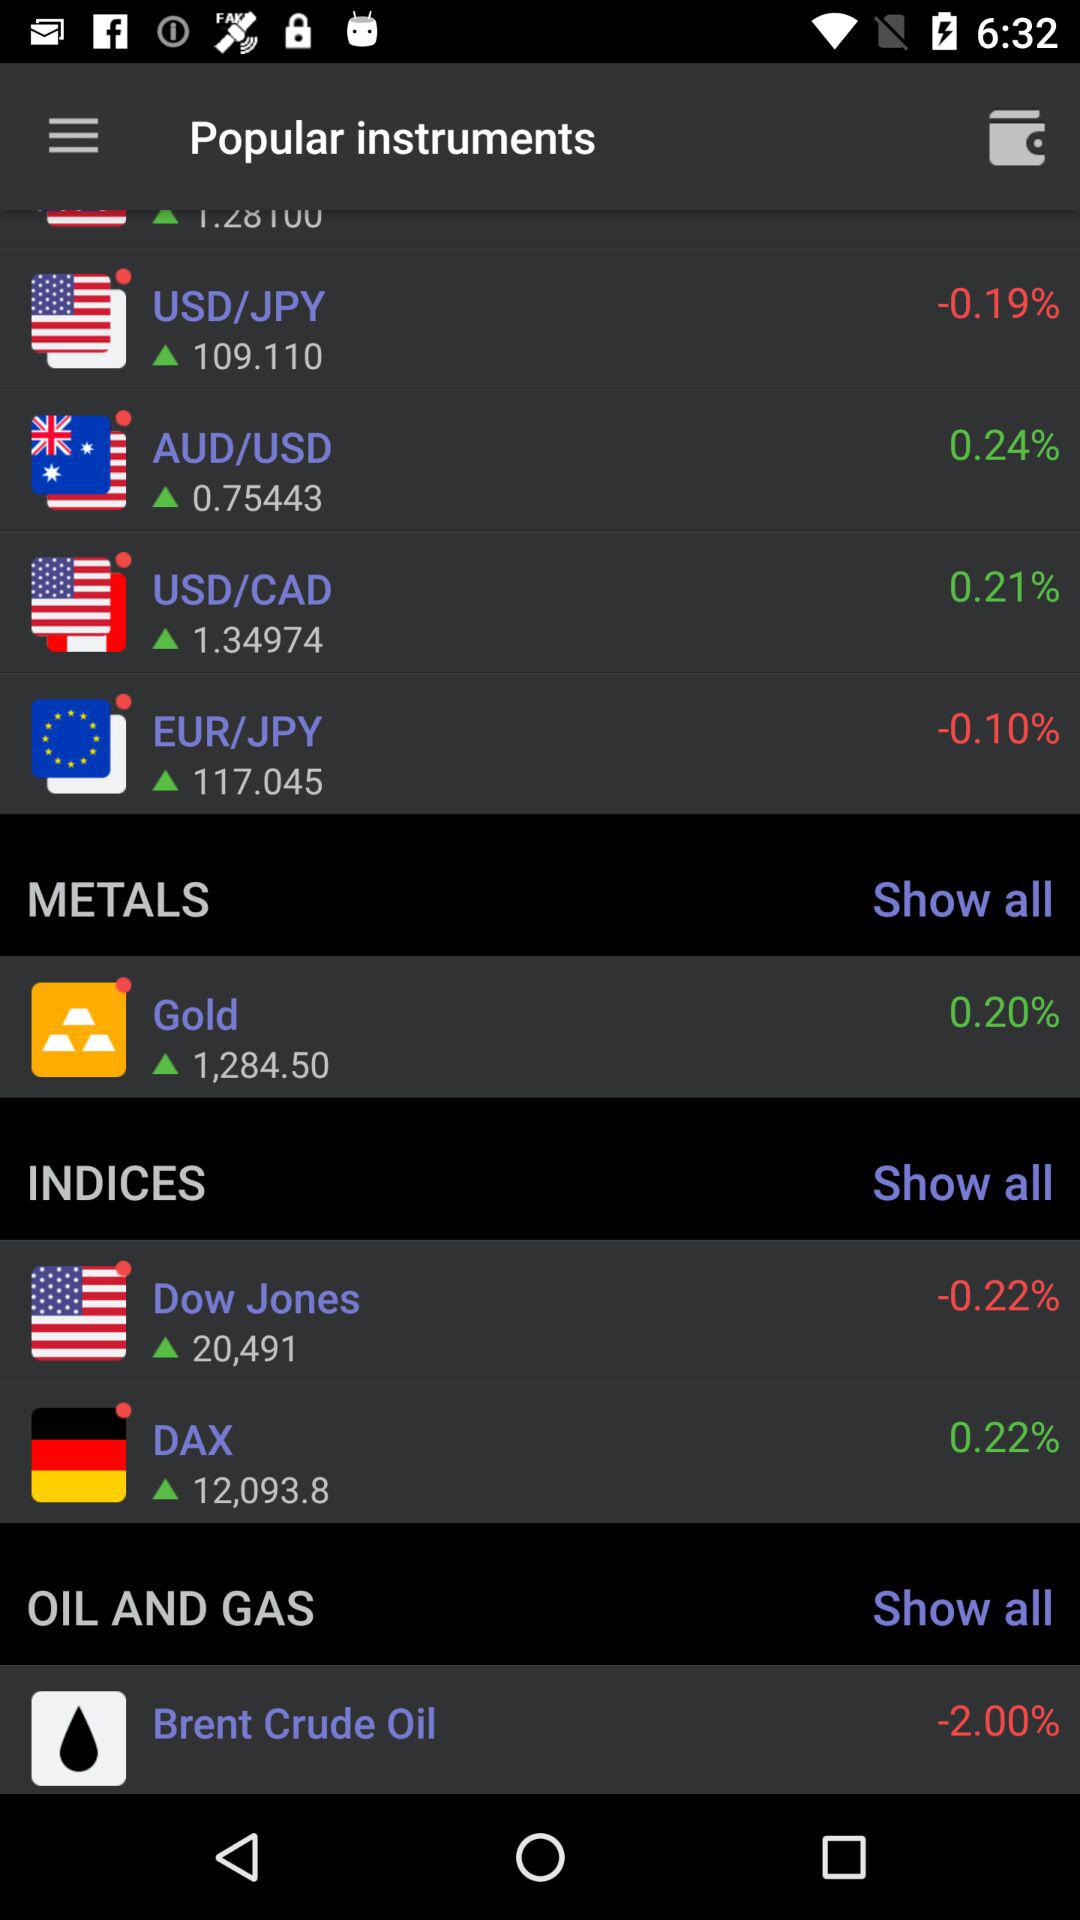 FAKE
6:32
Popular instruments
1.28100
USD/JPY -0.19%
109.110
AUD/USD 0.24%
0.75443
USD/CAD 0.21%
1.34974
EUR/JPY -0.10%
117.045
METALS Show all
Gold 0.20%
1,284.50
INDICES Show all
Dow Jones -0.22%
20,491
DAX 0.22%
12,093.8
OIL AND GAS Show all
Brent Crude Oil -2.00%